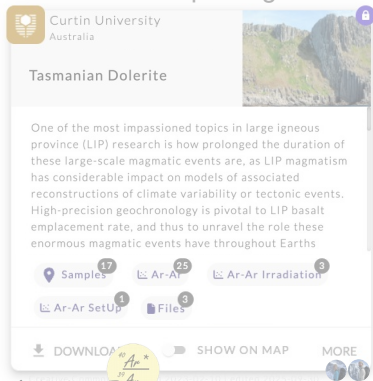 Curtin University
Australia
Tasmanian Dolerite
One of the most impassioned topics in large igneous
province (LIP) research is how prolonged the duration of
these large-scale magmatic events are, as LIP magmatism
has considerable impact on models of associated
reconstructions of climate variability or tectonic events.
High-precision geochronology is pivotal to LIP basalt
emplacement rate, and thus to unravel the role these
enormous magmatic events have throughout Earths
Samples 17 Ar-Ar 25 Ar-Ar Irradiation 3
Ar-Ar SetUp 1 Files 3
SHOW ON MAP MORE
40 Ar *
39